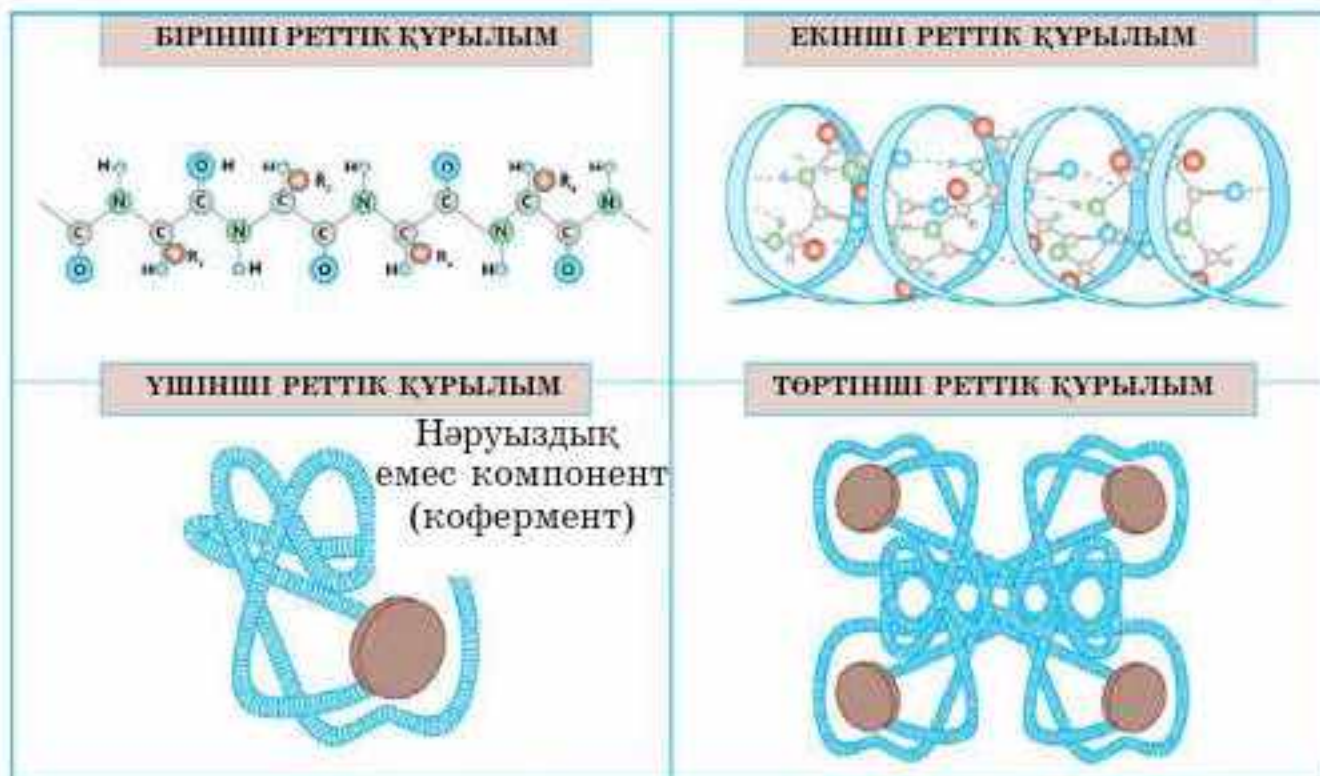 БІРІНШІ РЕТТІК ҚҰРЫЛЫМ
H O H H H O H H
N C C N C C N
C C N C C N C
O H R H O H R H O
ЕКІНШІ РЕТТІК ҚҰРЫЛЫМ
ҮШІНШІ РЕТТІК ҚҰРЫЛЫМ
Нәруыздық
емес компонент
(кофермент)
ТӨРТІНШІ РЕТТІК ҚҰРЫЛЫМ